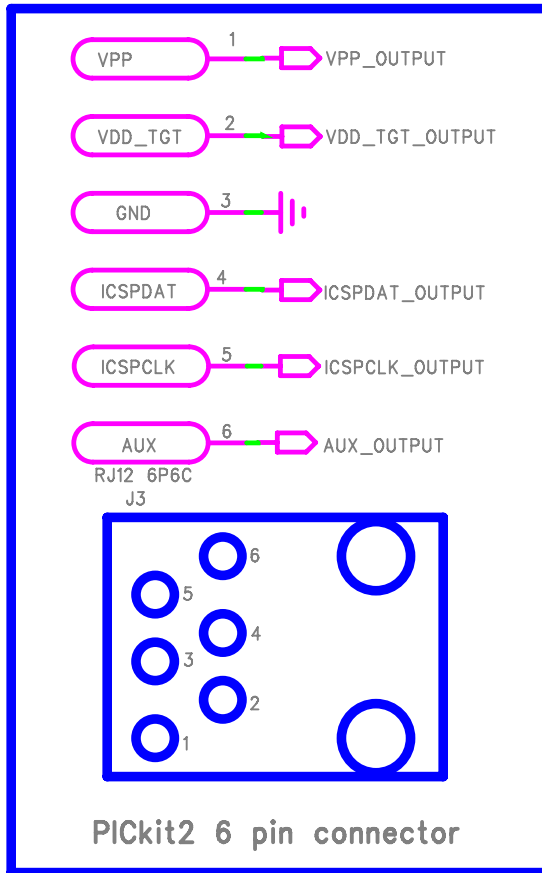 VPP 1 VPP_OUTPUT
VDD_TGT 2 VDD_TGT_OUTPUT
GND 3
ICSPDAT 4 ICSPDAT_OUTPUT
ICSPCLK 5 ICSPCLK_OUTPUT
AUX 6 AUX_OUTPUT
RJ12 6P6C
J3
6
5
4
3
2
1
PICkit2 6 pin connector